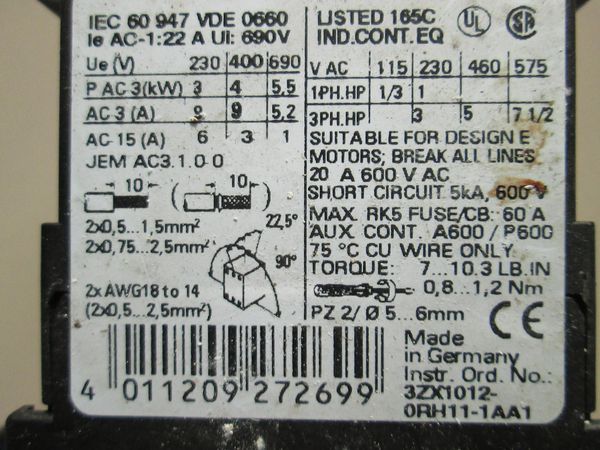 IEC 60 947 VDE 0660
Ie AC-1:22 A Ui: 690V
Ue (V) 230 400 690
P AC 3(kW) 3 4 5,5
AC 3 (A) 9 9 5,2
AC 15 (A) 6 3 1
JEM AC3.1.0 0
10 ( 10 )
2x0,5...1,5mm²
2x0,75...2,5mm²
22,5°
90°
2x AWG18 to 14
(2x0,5...2,5mm²)
LISTED 165C
IND.CONT.EQ
UL
SA
V AC 115 230 460 575
1PH.HP 1/3 1
3PH.HP 3 5 7 1/2
SUITABLE FOR DESIGN E
MOTORS; BREAK ALL LINES
20 A 600 V AC
SHORT CIRCUIT 5kA, 600 V
MAX. RK5 FUSE/CB: 60 A
AUX. CONT. A600 / P600
75 °C CU WIRE ONLY
TORQUE: 7...10.3 LB.IN
0,8...1,2 Nm
PZ 2/ Ø 5...6mm
CE
Made
in Germany
Instr. Ord. No.:
3ZX1012-
0RH11-1AA1
4 011209 272699